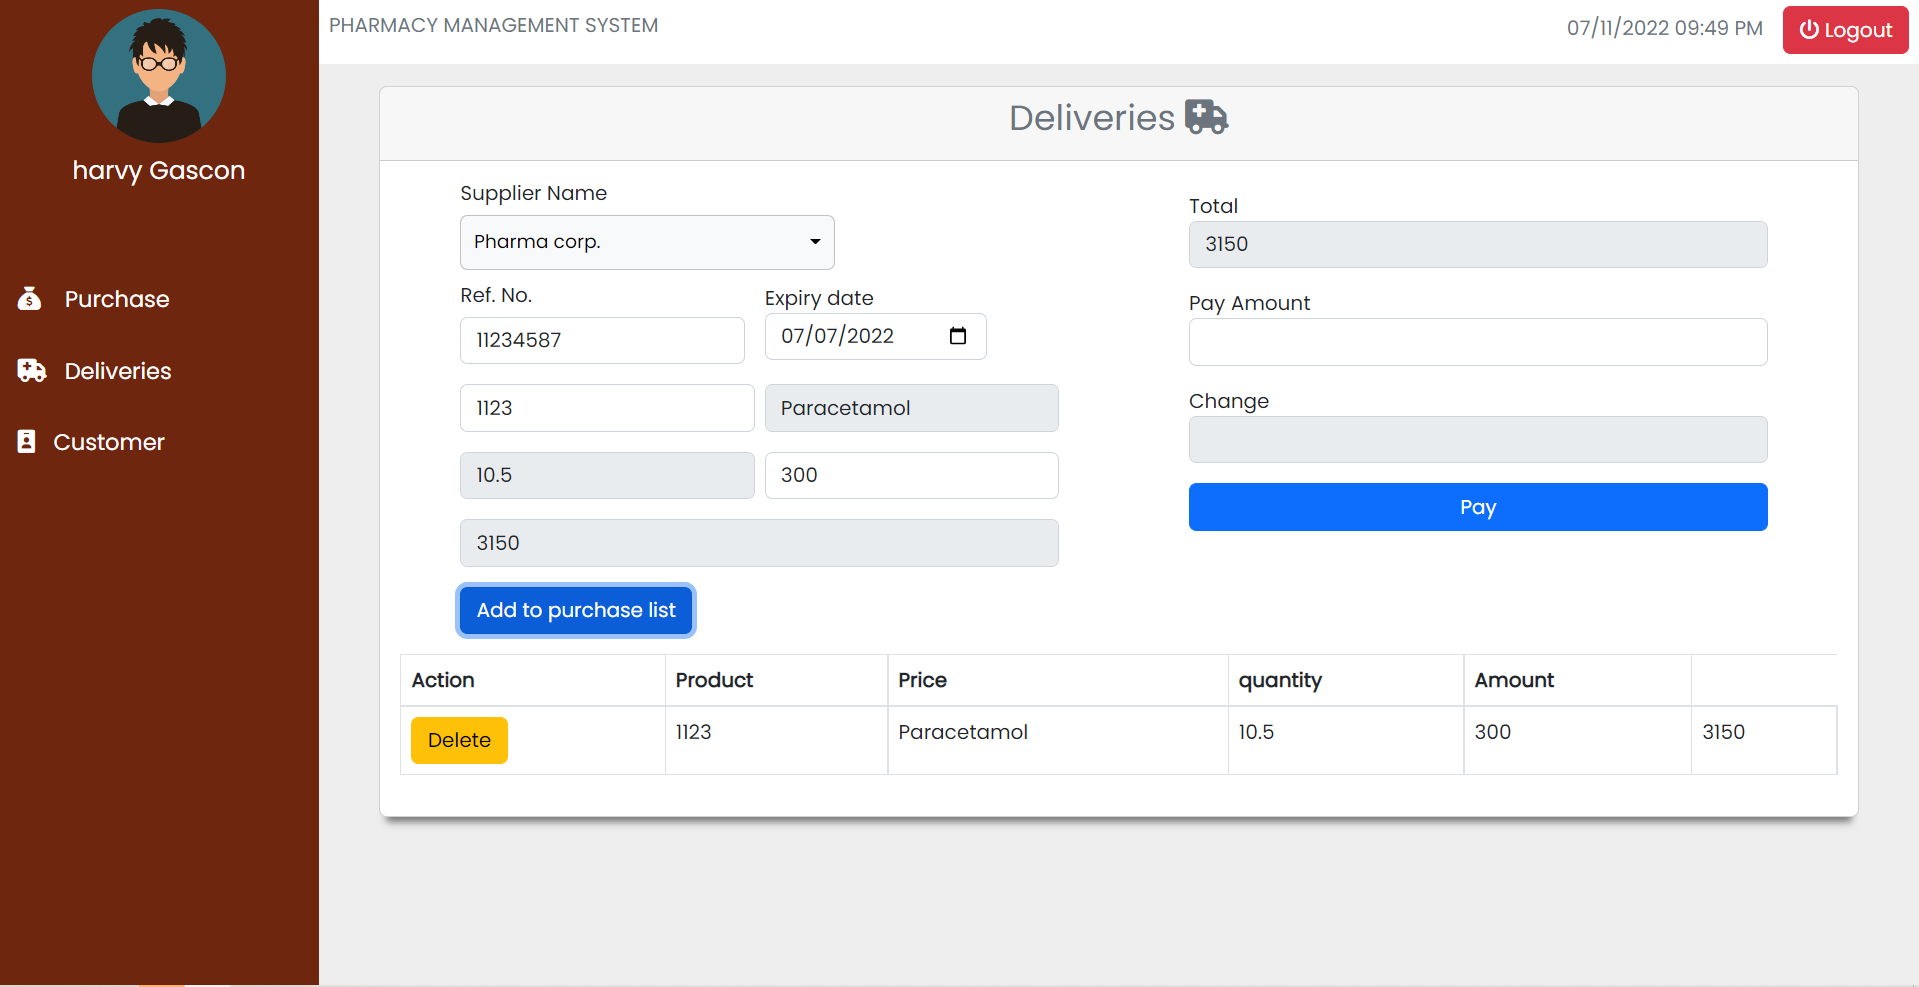 harvy Gascon
Purchase
Deliveries
Customer
PHARMACY MANAGEMENT SYSTEM
07/11/2022 09:49 PM
Logout
Deliveries
Supplier Name
Pharma corp.
Ref. No.
Expiry date
11234587
07/07/2022
1123
Paracetamol
10.5
300
3150
Add to purchase list
Total
3150
Pay Amount
Change
Pay
Action Product Price quantity Amount
Delete 1123 Paracetamol 10.5 300 3150